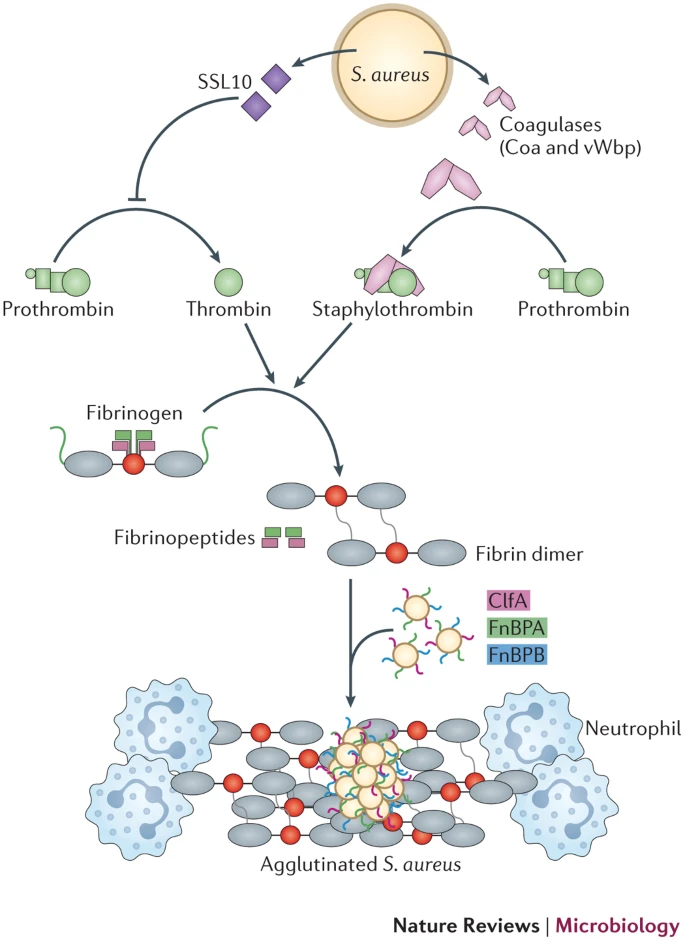 S. aureus
SSL10
Coagulases
(Coa and vWbp)
Prothrombin
Thrombin
Staphylothrombin
Prothrombin
Fibrinogen
Fibrinopeptides
Fibrin dimer
ClfA
FnBPA
FnBPB
Neutrophil
Agglutinated S. aureus
Nature Reviews | Microbiology